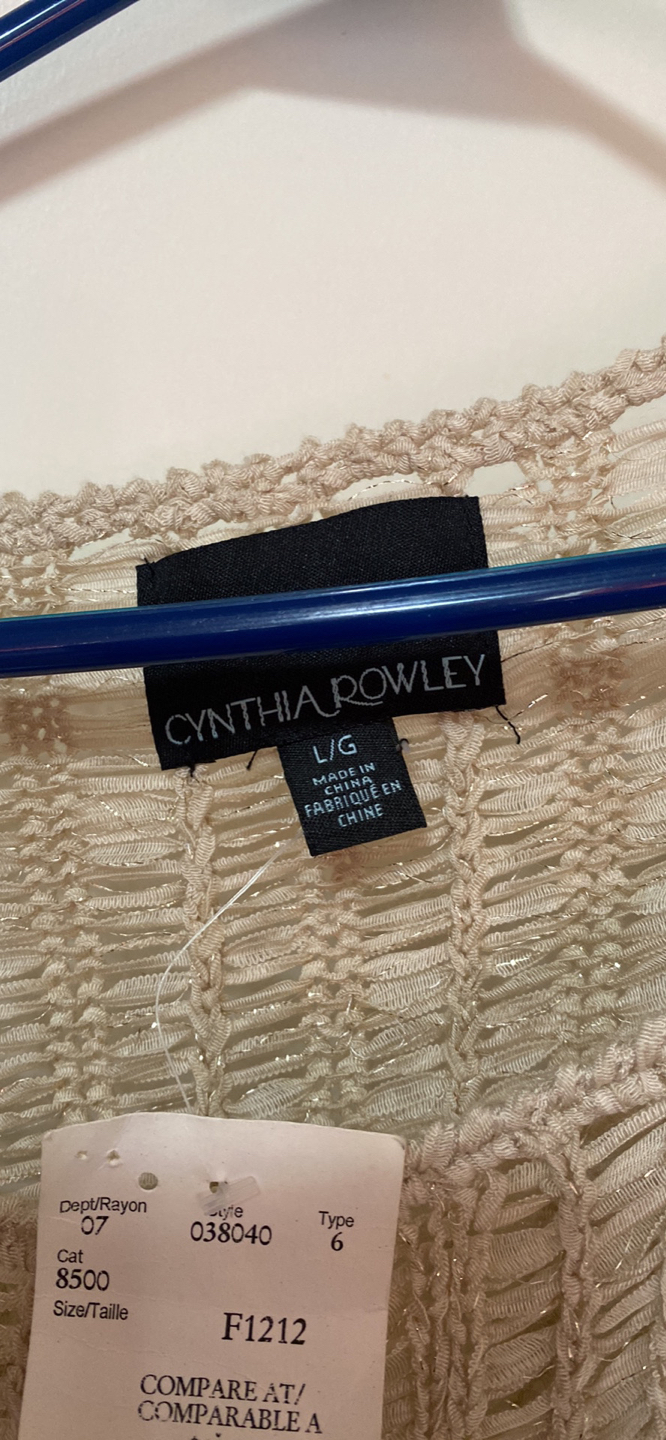 CYNTHIA ROWLEY
L/G
MADE IN
CHINA
FABRIQUÉ EN
CHINE
Dept/Rayon Style Type
07 038040 6
Cat
8500
Size/Taille
F1212
COMPARE AT/
COMPARABLE A